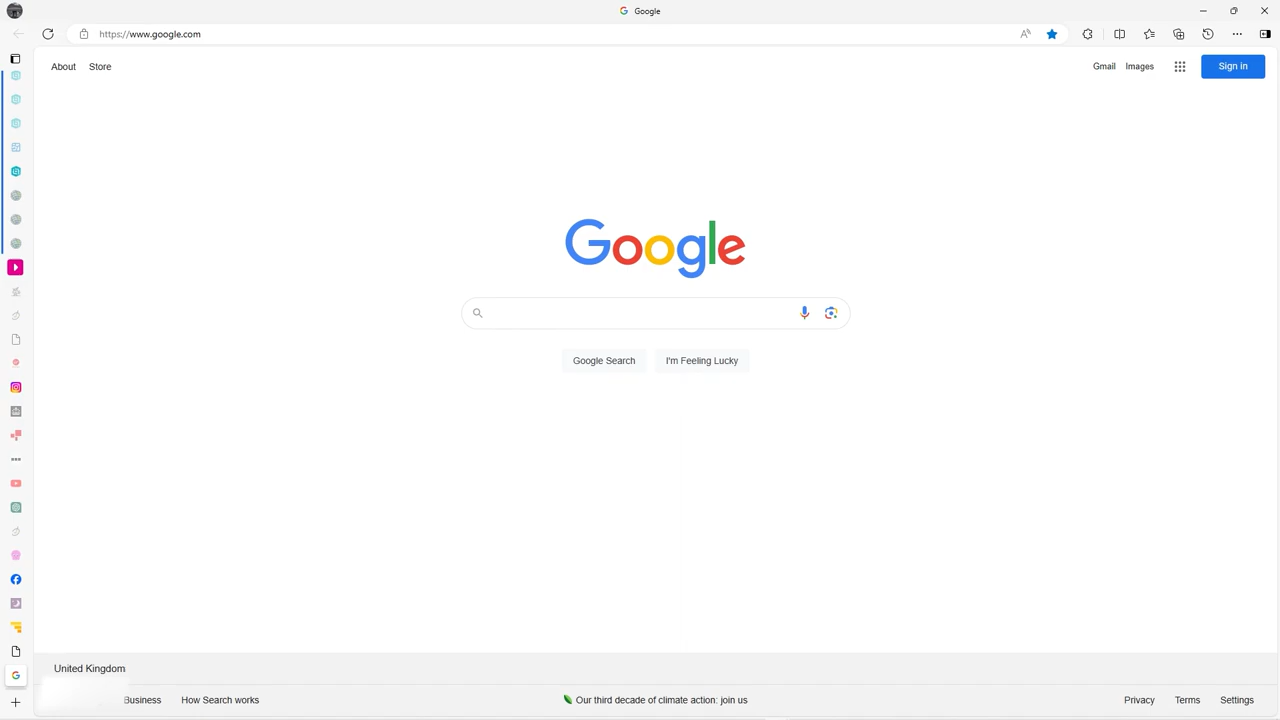 Google
https://www.google.com
About Store
Gmail Images Sign in
Google
Google Search I'm Feeling Lucky
United Kingdom
Business How Search works Our third decade of climate action: join us Privacy Terms Settings